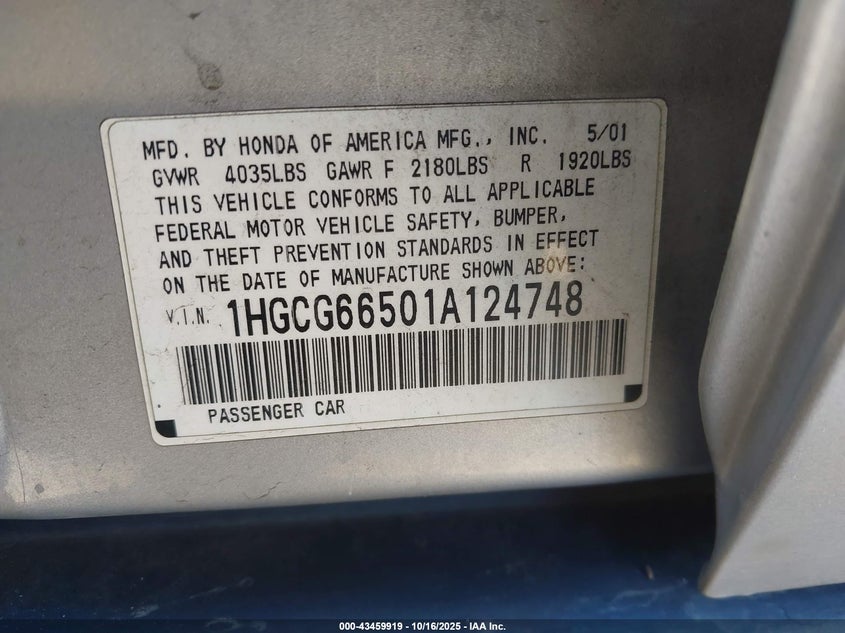 MFD. BY HONDA OF AMERICA MFG., INC. 5/01
GVWR 4035LBS GAWR F 2180LBS R 1920LBS
THIS VEHICLE CONFORMS TO ALL APPLICABLE
FEDERAL MOTOR VEHICLE SAFETY, BUMPER,
AND THEFT PREVENTION STANDARDS IN EFFECT
ON THE DATE OF MANUFACTURE SHOWN ABOVE:
V.I.N. 1HGCG66501A124748
PASSENGER CAR
000-43459919 - 10/16/2025 - IAA Inc.